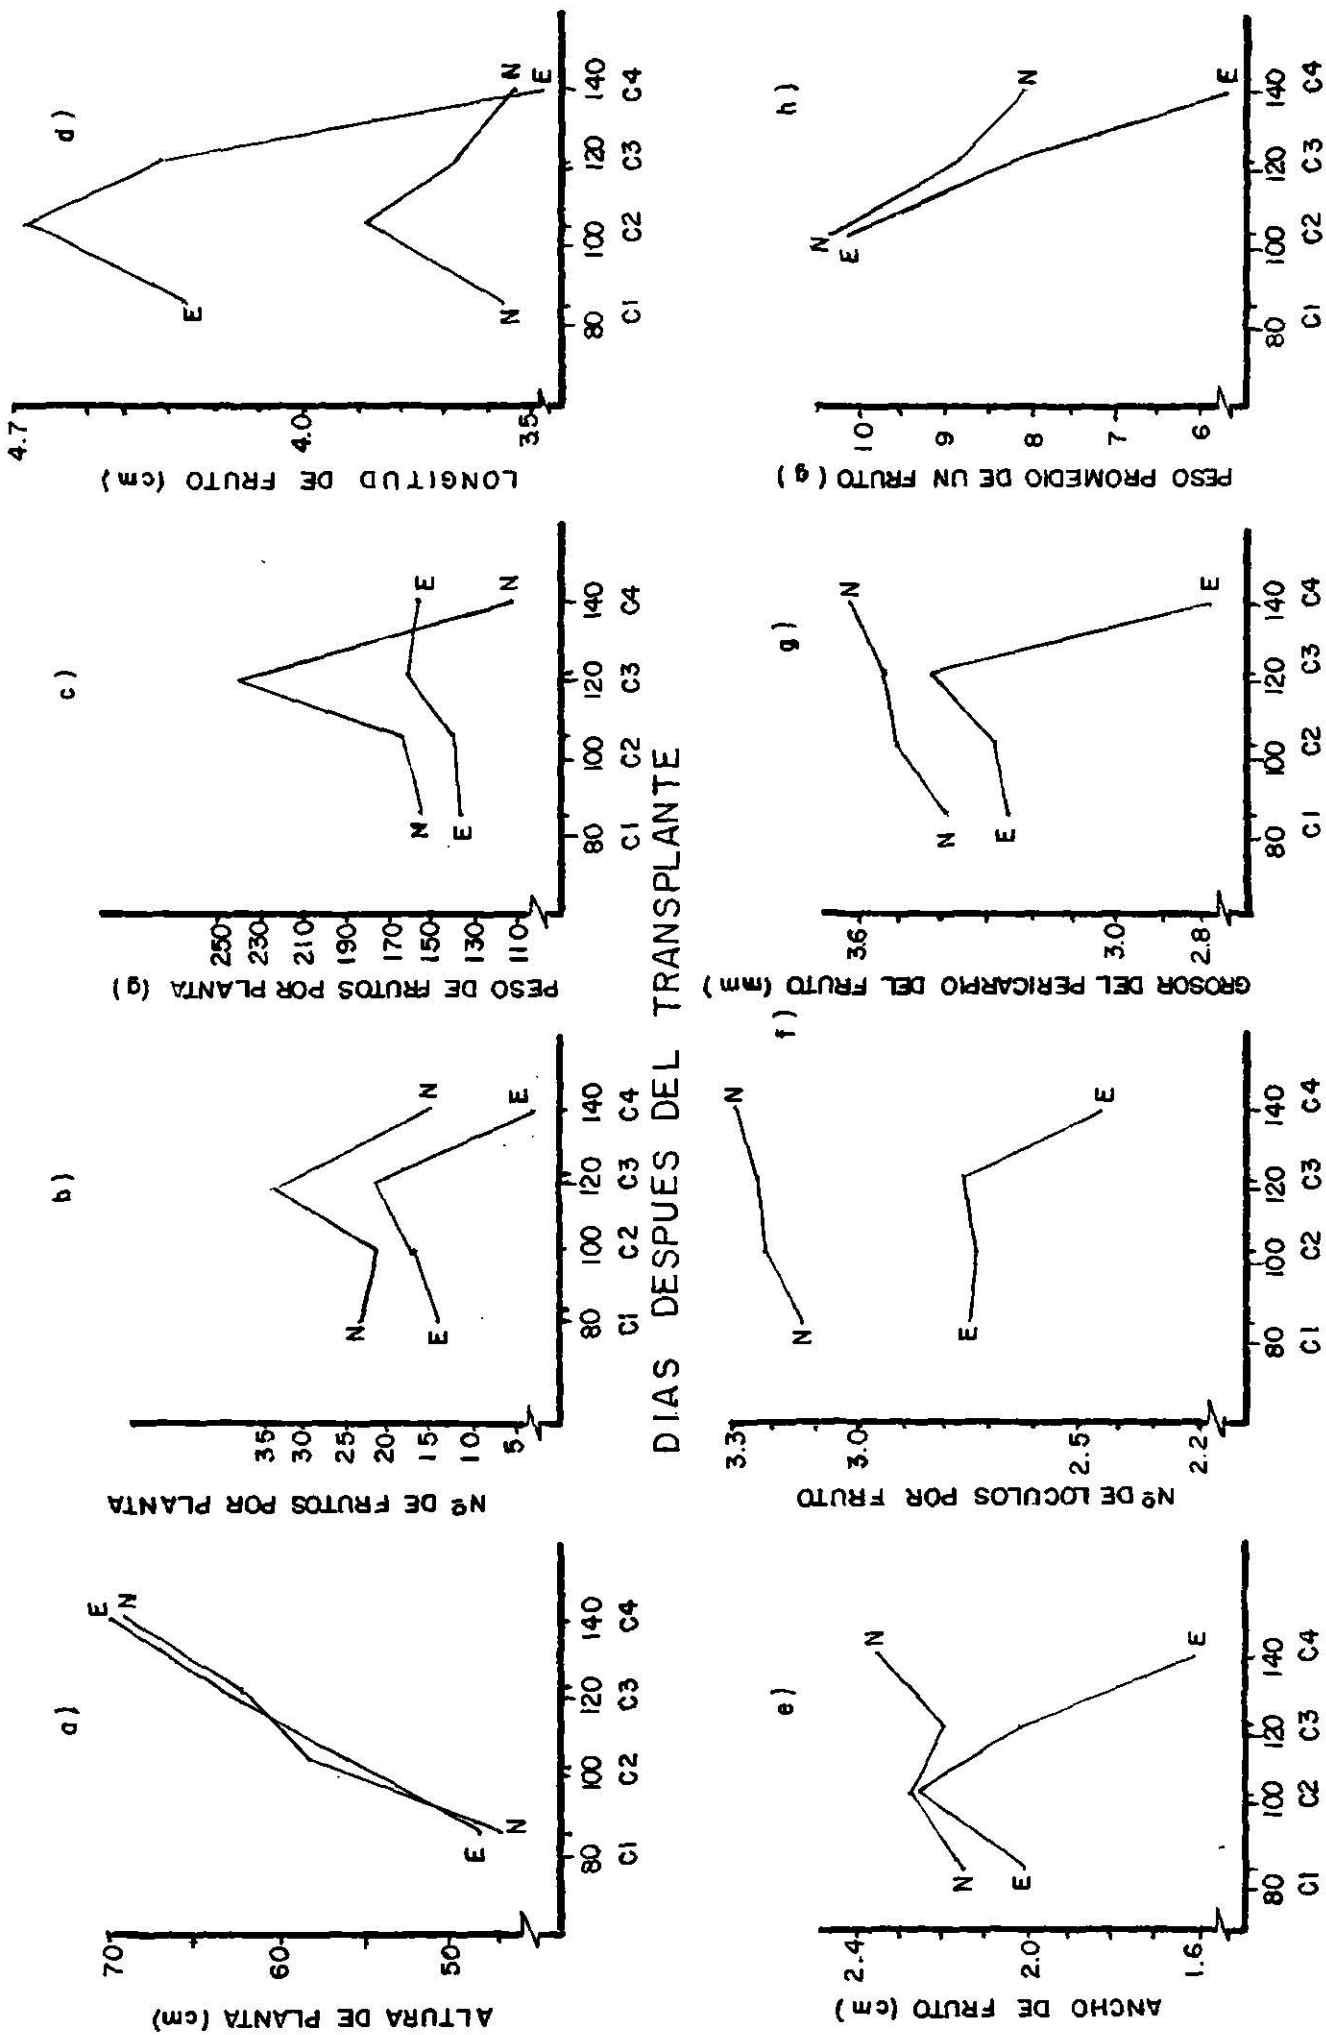 a)
ALTURA DE PLANTA (cm)
70
60
50
E
N
E
N
80 100 120 140
C1 C2 C3 C4
b)
Nº DE FRUTOS POR PLANTA
35
30
25
20
15
10
5
N
E
N
E
80 100 120 140
C1 C2 C3 C4
c)
PESO DE FRUTOS POR PLANTA (g)
250
230
210
190
170
150
130
110
N
E
E
N
80 100 120 140
C1 C2 C3 C4
d)
LONGITUD DE FRUTO (cm)
4.7
4.0
3.5
E
N
N
E
80 100 120 140
C1 C2 C3 C4
DIAS DESPUES DEL TRANSPLANTE
e)
ANCHO DE FRUTO (cm)
2.4
2.0
1.6
N
E
N
E
80 100 120 140
C1 C2 C3 C4
f)
Nº DE LOCULOS POR FRUTO
3.3
3.0
2.5
2.2
N
E
N
E
80 100 120 140
C1 C2 C3 C4
g)
GROSOR DEL PERICARPIO DEL FRUTO (mm)
3.6
3.0
2.8
N
E
N
E
80 100 120 140
C1 C2 C3 C4
h)
PESO PROMEDIO DE UN FRUTO (g)
10
9
8
7
6
N
E
N
E
80 100 120 140
C1 C2 C3 C4